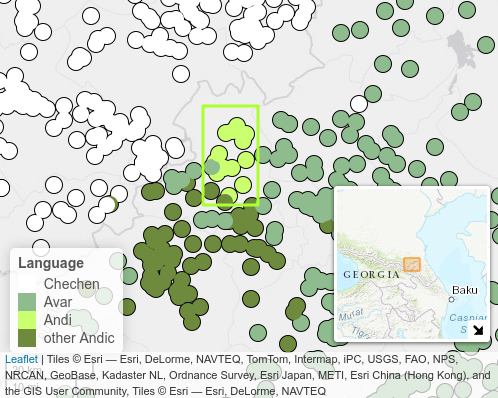 GEORGIA
Baku
Caspian
Murat
Language
Chechen
Avar
Andi
other Andic
Leaflet | Tiles © Esri — Esri, DeLorme, NAVTEQ, TomTom, Intermap, iPC, USGS, FAO, NPS,
NRCAN, GeoBase, Kadaster NL, Ordnance Survey, Esri Japan, METI, Esri China (Hong Kong), and
the GIS User Community, Tiles © Esri — Esri, DeLorme, NAVTEQ